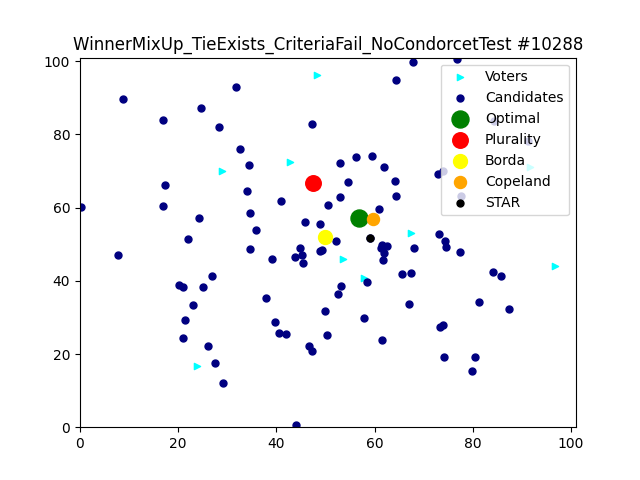 WinnerMixUp_TieExists_CriteriaFail_NoCondorcetTest #10288
100
80
60
40
20
0
0 20 40 60 80 100
Voters
Candidates
Optimal
Plurality
Borda
Copeland
STAR